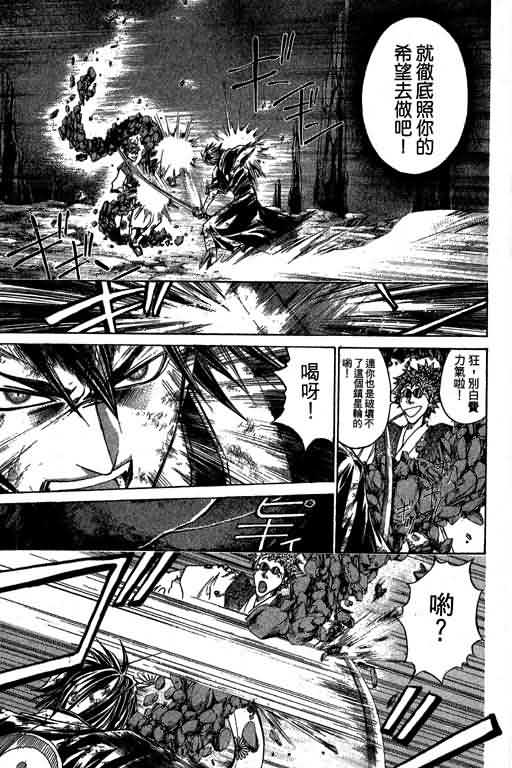 就徹底照你的
希望去做吧！
ギギン
ギギン
狂，別白費
力氣啦！
連你也是破壞不
了這個鎮星輪的
喲！
喝呀！
ピキィ
喲？